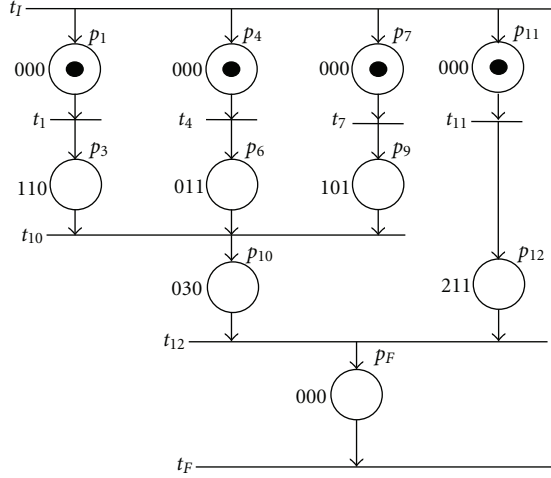 t_I
p_1 p_4 p_7 p_11
000 000 000 000
t_1 t_4 t_7 t_11
p_3 p_6 p_9
110 011 101
t_10
p_10 p_12
030 211
t_12
p_F
000
t_F